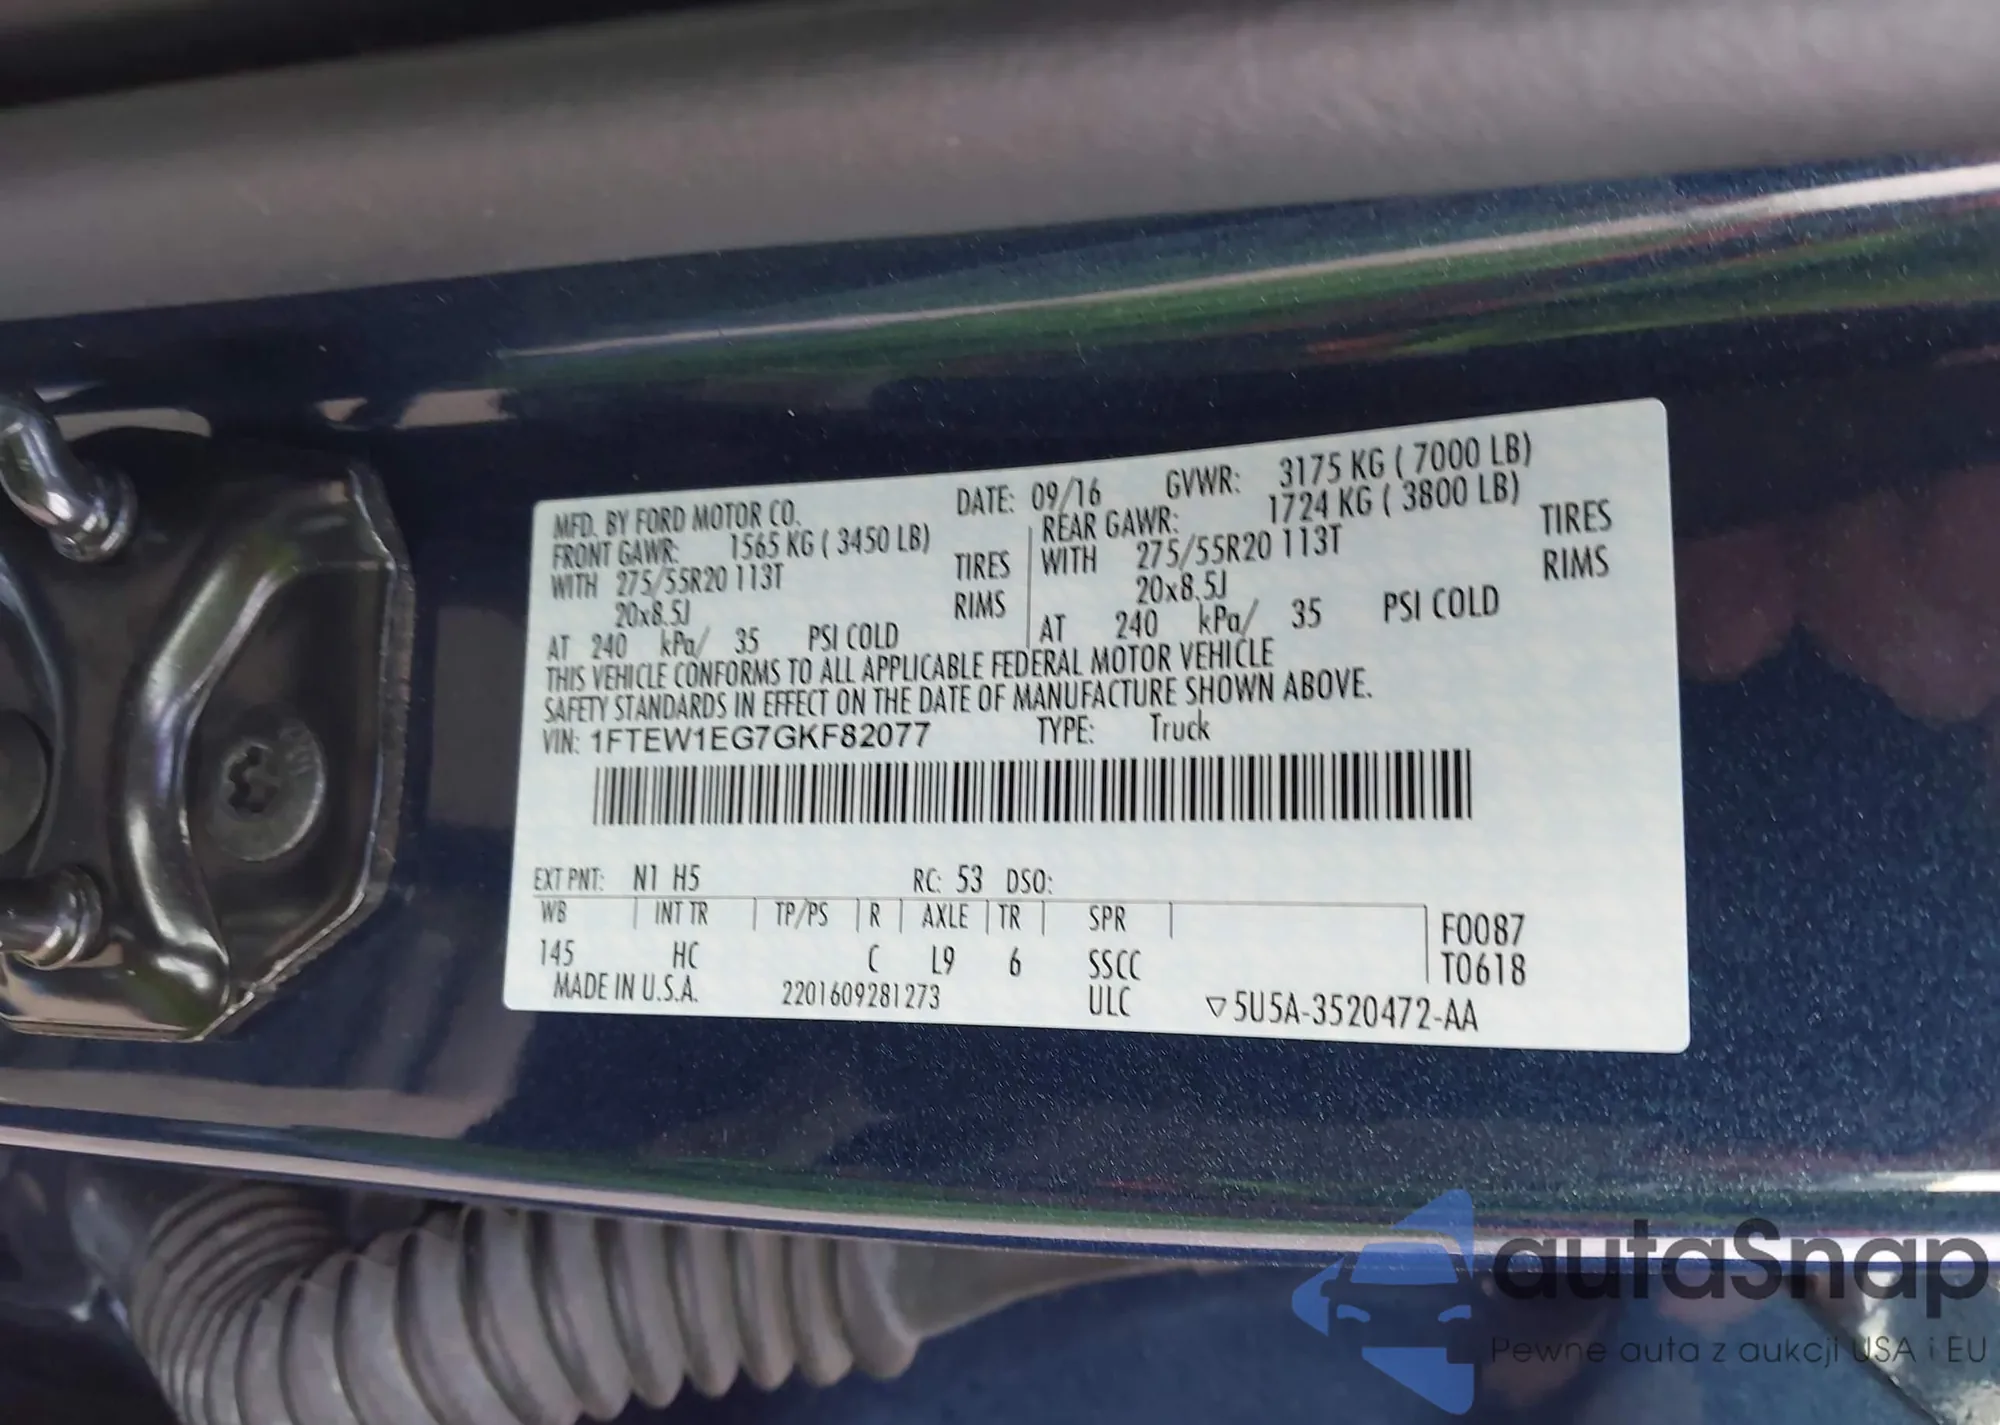 MFD. BY FORD MOTOR CO. DATE: 09/16 GVWR: 3175 KG ( 7000 LB)
FRONT GAWR: 1565 KG ( 3450 LB) REAR GAWR: 1724 KG ( 3800 LB)
WITH 275/55R20 113T TIRES WITH 275/55R20 113T TIRES
20x8.5J RIMS 20x8.5J RIMS
AT 240 kPa/ 35 PSI COLD AT 240 kPa/ 35 PSI COLD
THIS VEHICLE CONFORMS TO ALL APPLICABLE FEDERAL MOTOR VEHICLE
SAFETY STANDARDS IN EFFECT ON THE DATE OF MANUFACTURE SHOWN ABOVE.
VIN: 1FTEW1EG7GKF82077 TYPE: Truck
EXT PNT: N1 H5 RC: 53 DSO:
WB INT TR TP/PS R AXLE TR SPR F0087
145 HC C L9 6 SSCC T0618
MADE IN U.S.A. 2201609281273 ULC ▽5U5A-3520472-AA
autaSnap
Pewne auta z aukcji USA i EU